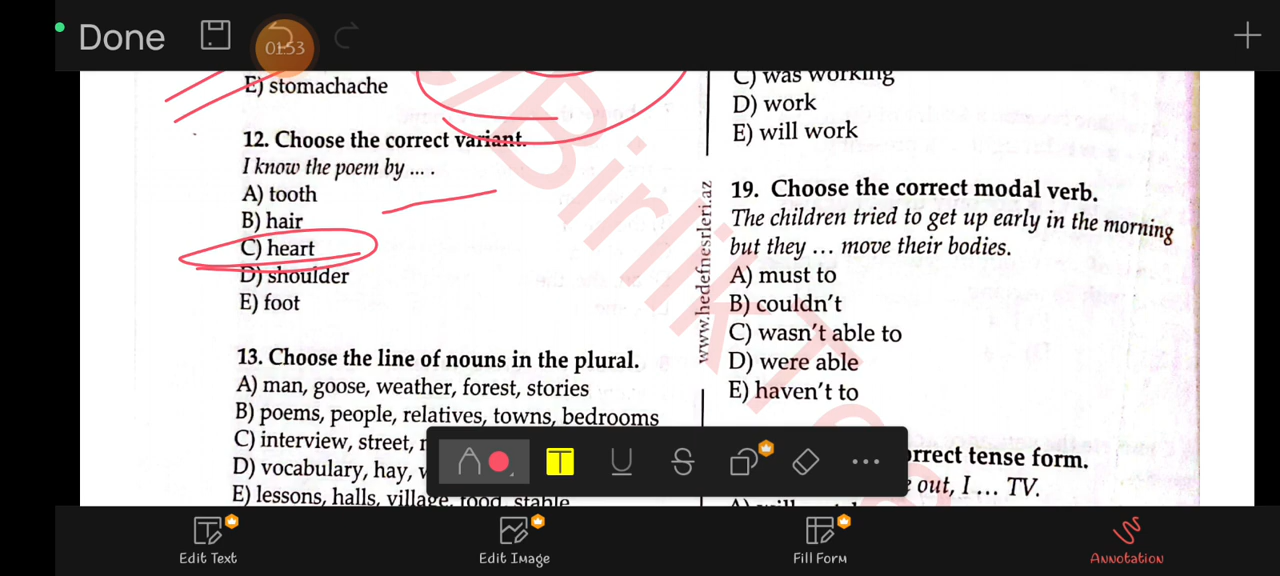 Done
01:53
E) stomachache
12. Choose the correct variant.
I know the poem by ... .
A) tooth
B) hair
C) heart
D) shoulder
E) foot
13. Choose the line of nouns in the plural.
A) man, goose, weather, forest, stories
B) poems, people, relatives, towns, bedrooms
C) interview, street,
D) vocabulary, hay,
E) lessons, halls, village, food, stable
www.hedefnesrleri.az
C) was working
D) work
E) will work
19. Choose the correct modal verb.
The children tried to get up early in the morning
but they ... move their bodies.
A) must to
B) couldn't
C) wasn't able to
D) were able
E) haven't to
rrect tense form.
out, I ... TV.
T
U
S
Edit Text
Edit Image
Fill Form
Annotation